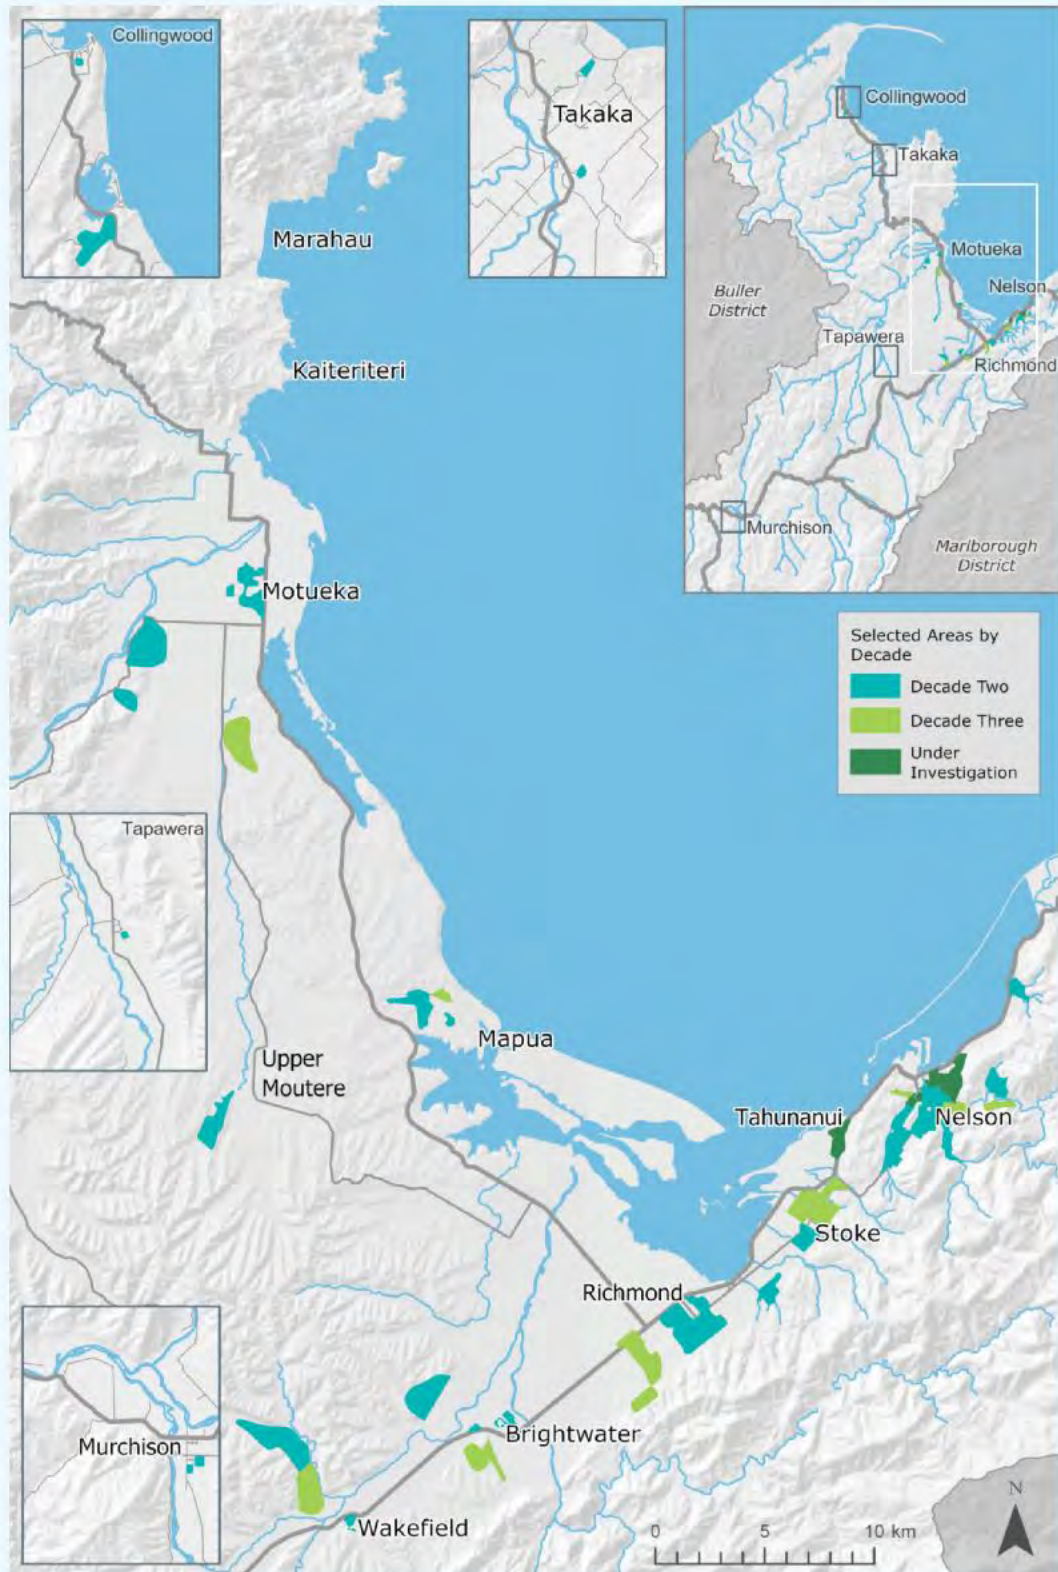 Collingwood
Takaka
Collingwood
Takaka
Motueka
Nelson
Buller
District
Tapawera
Richmond
Murchison
Marlborough
District
Marahau
Kaiteriteri
Motueka
Selected Areas by
Decade
Decade Two
Decade Three
Under
Investigation
Tapawera
Mapua
Upper
Moutere
Tahunanui
Nelson
Stoke
Richmond
Murchison
Brightwater
Wakefield
0 5 10 km
N